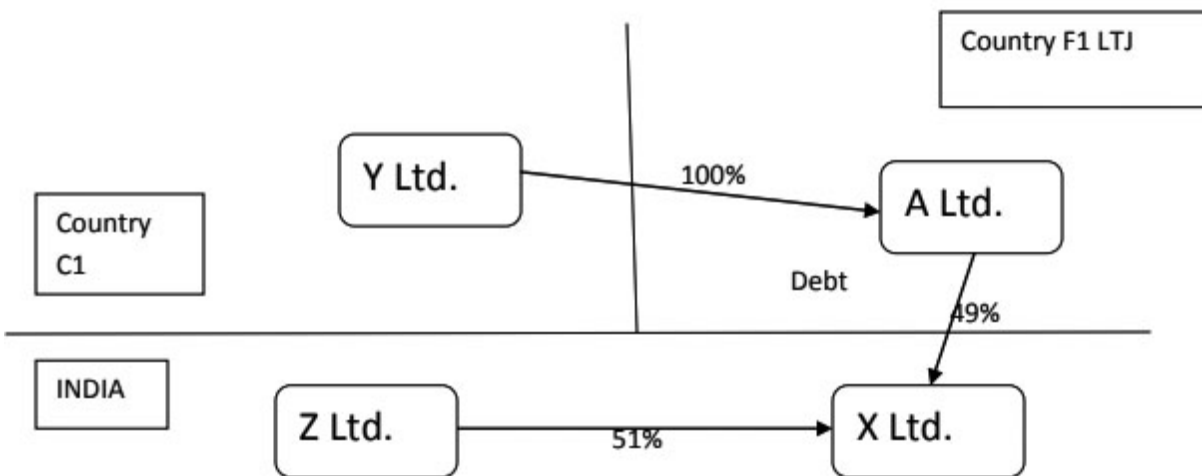 Country F1 LTJ
Y Ltd.
100%
A Ltd.
Country
C1
Debt
49%
INDIA
Z Ltd.
51%
X Ltd.